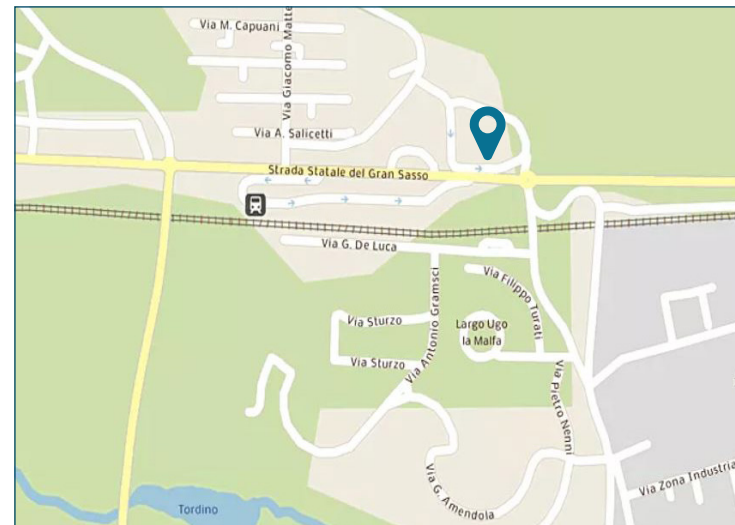 Via M. Capuani
Via Giacomo Matte
Via A. Salicetti
Strada Statale del Gran Sasso
Via G. De Luca
Via Filippo Turati
Via Antonio Gramsci
Via Sturzo
Largo Ugo
la Malfa
Via Sturzo
Via Pietro Nenni
Via G. Amendola
Via Zona Industria
Tordino